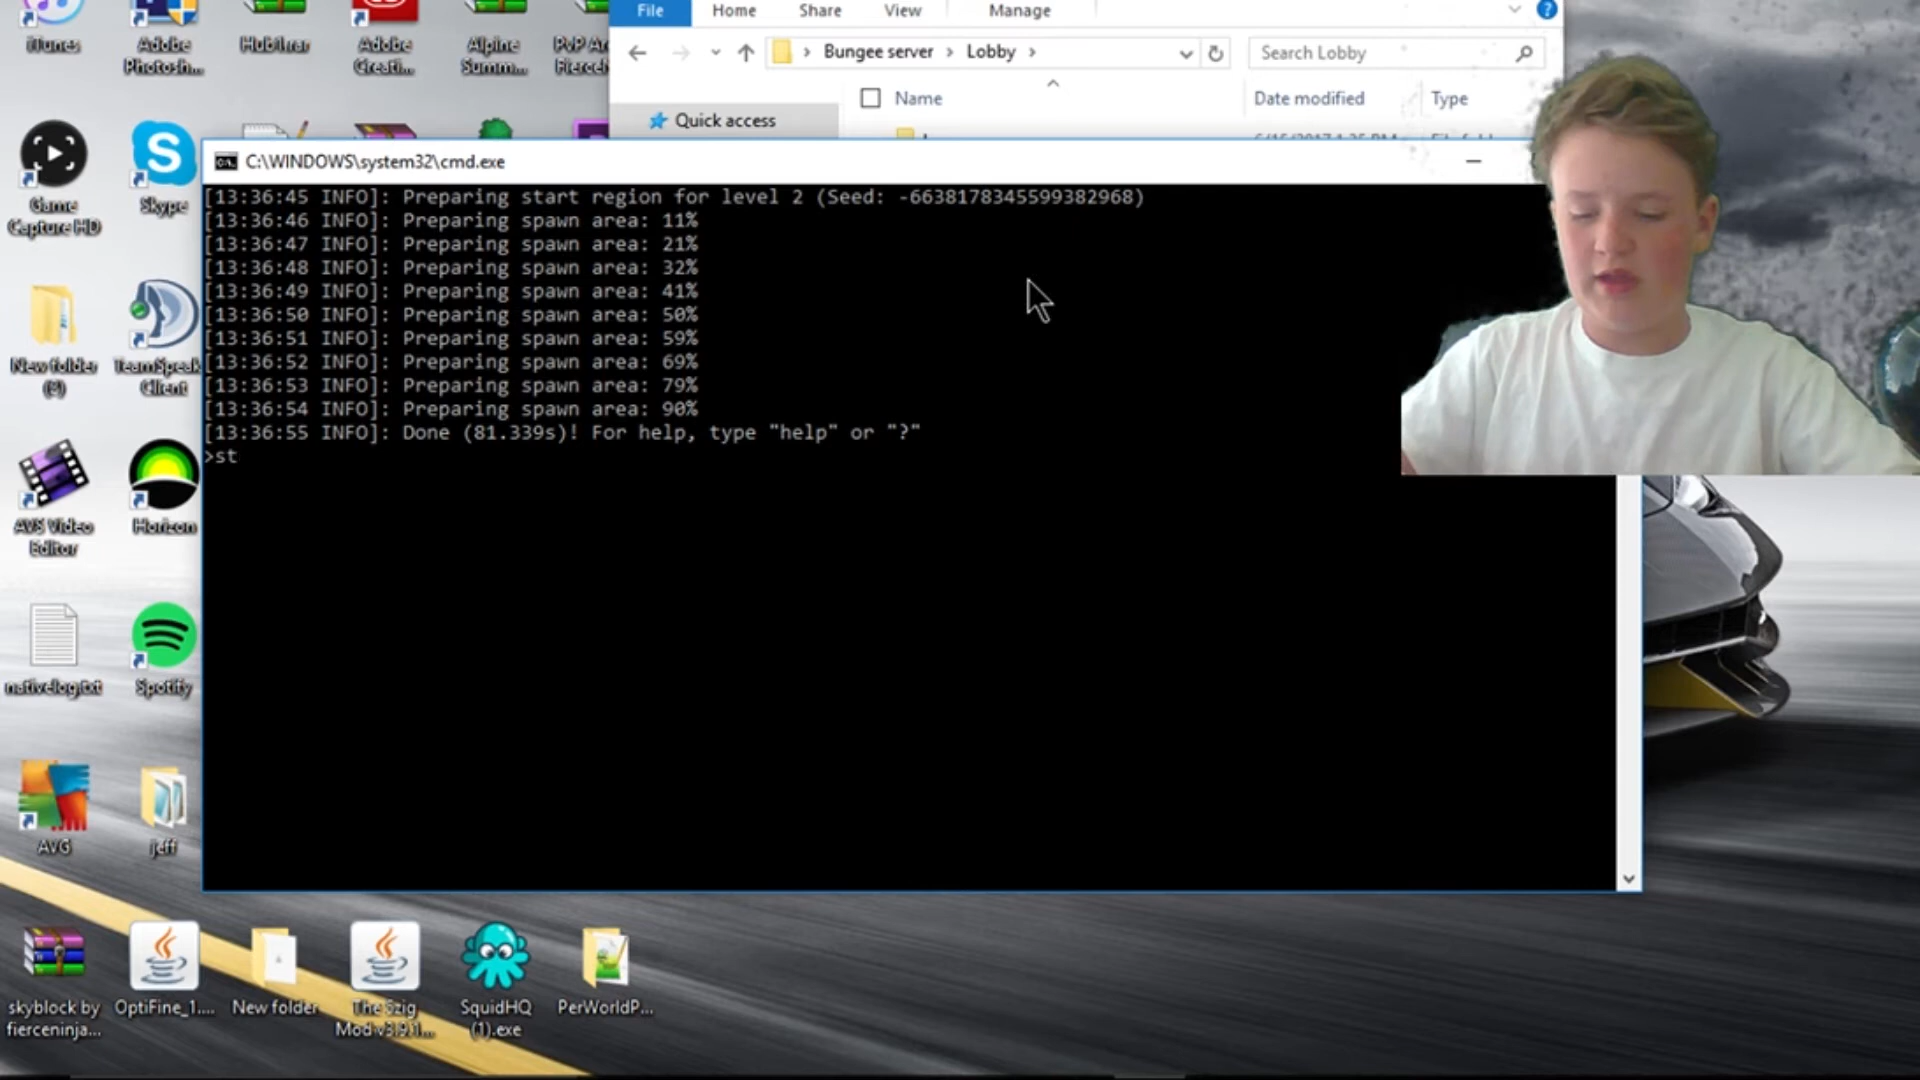 File Home Share View Manage
Bungee server > Lobby >
Search Lobby
Name
Date modified
Type
Quick access
iTunes
Adobe Photosh...
Hub1.rar
Adobe Creati...
Alpine Summ...
Game Capture HD
Skype
New folder
TeamSpeak Client
AVS Video Editor
Horizon
nativelog.txt
Spotify
AVG
jeff
C:\WINDOWS\system32\cmd.exe
[13:36:45 INFO]: Preparing start region for level 2 (Seed: -6638178345599382968)
[13:36:46 INFO]: Preparing spawn area: 11%
[13:36:47 INFO]: Preparing spawn area: 21%
[13:36:48 INFO]: Preparing spawn area: 32%
[13:36:49 INFO]: Preparing spawn area: 41%
[13:36:50 INFO]: Preparing spawn area: 50%
[13:36:51 INFO]: Preparing spawn area: 59%
[13:36:52 INFO]: Preparing spawn area: 69%
[13:36:53 INFO]: Preparing spawn area: 79%
[13:36:54 INFO]: Preparing spawn area: 90%
[13:36:55 INFO]: Done (81.339s)! For help, type "help" or "?"
>st
skyblock by
fierceninja...
OptiFine_1....
New folder
The 5zig
Mod v3.9.1...
SquidHQ
(1).exe
PerWorldP...